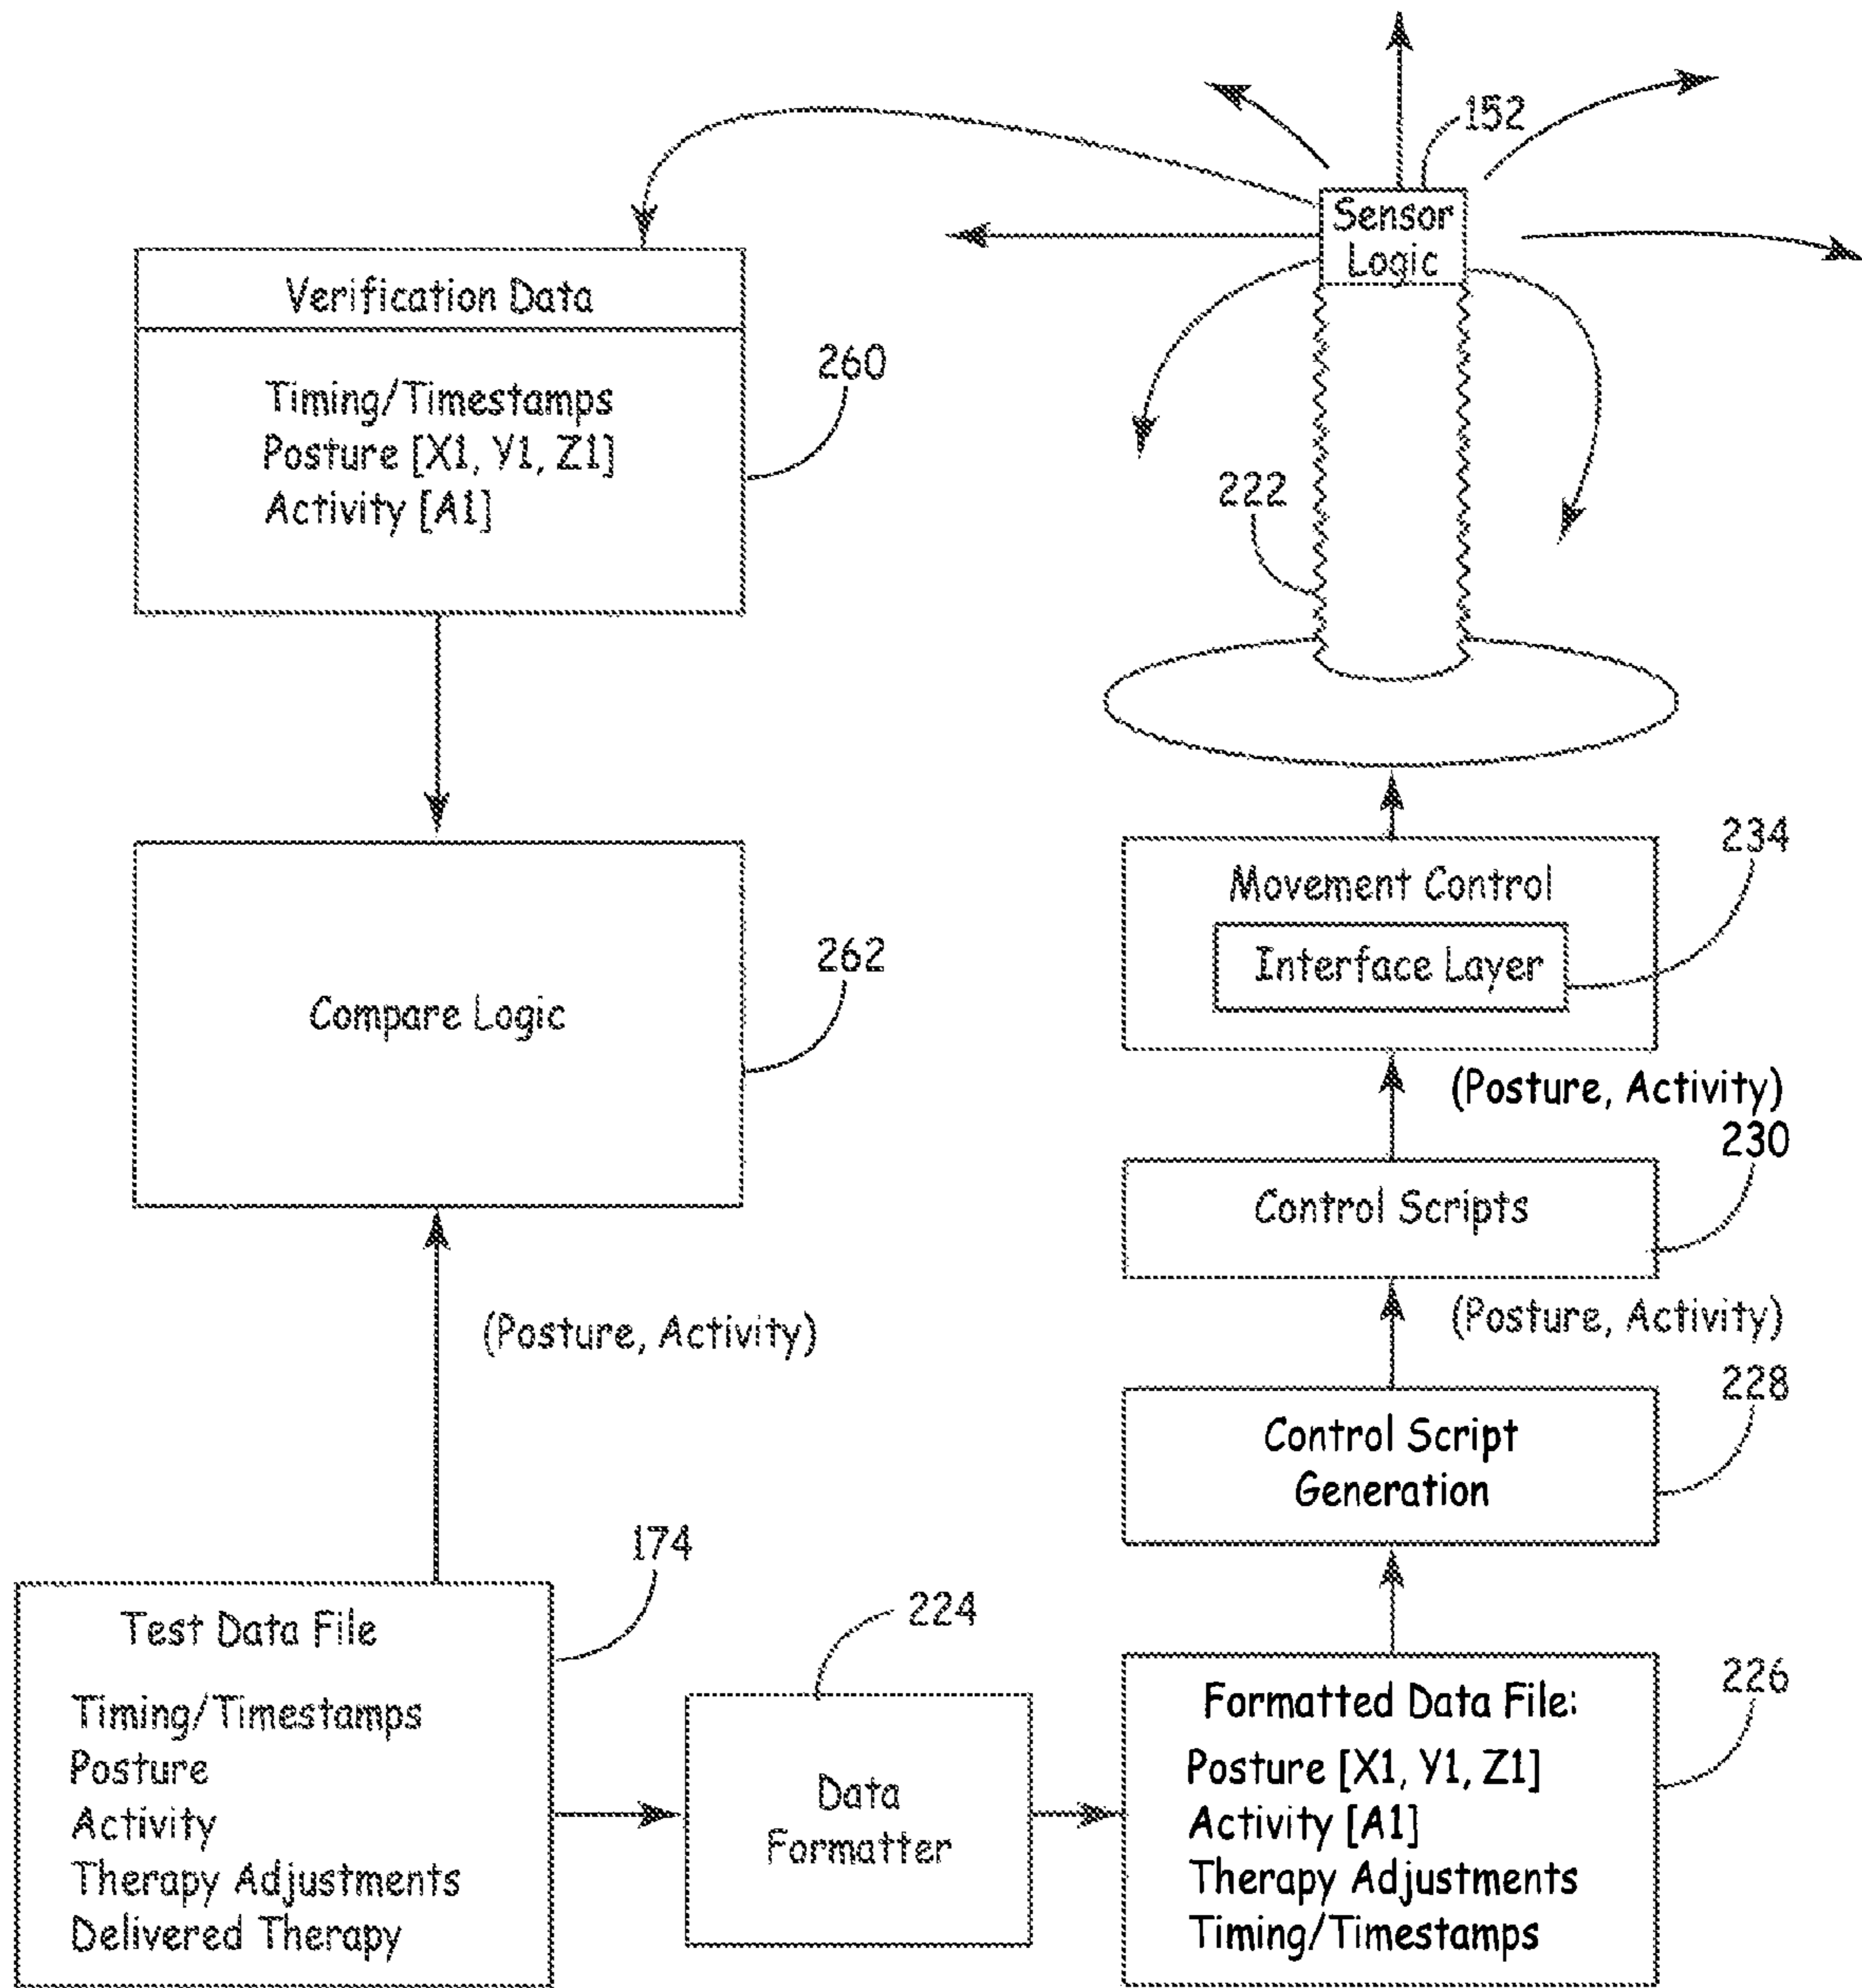 152
Sensor
Logic
Verification Data
Timing/Timestamps
Posture [X1, Y1, Z1]
Activity [A1]
260
222
Compare Logic
262
Movement Control
Interface Layer
234
(Posture, Activity)
230
Control Scripts
(Posture, Activity)
(Posture, Activity)
228
Control Script
Generation
174
Test Data File
Timing/Timestamps
Posture
Activity
Therapy Adjustments
Delivered Therapy
224
Data
Formatter
226
Formatted Data File:
Posture [X1, Y1, Z1]
Activity [A1]
Therapy Adjustments
Timing/Timestamps